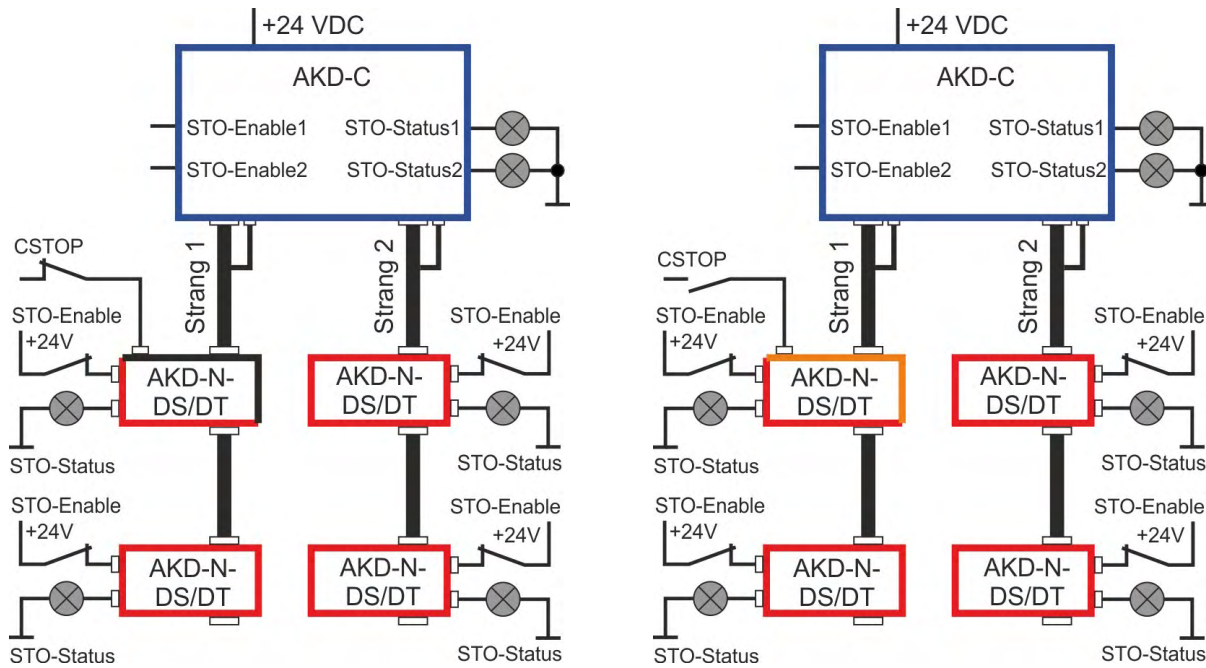 +24 VDC
AKD-C
STO-Enable1
STO-Status1
STO-Enable2
STO-Status2
CSTOP
Strang 1
Strang 2
STO-Enable
+24V
STO-Enable
+24V
AKD-N-
DS/DT
AKD-N-
DS/DT
STO-Status
STO-Status
STO-Enable
+24V
STO-Enable
+24V
AKD-N-
DS/DT
AKD-N-
DS/DT
STO-Status
STO-Status
+24 VDC
AKD-C
STO-Enable1
STO-Status1
STO-Enable2
STO-Status2
CSTOP
Strang 1
Strang 2
STO-Enable
+24V
STO-Enable
+24V
AKD-N-
DS/DT
AKD-N-
DS/DT
STO-Status
STO-Status
STO-Enable
+24V
STO-Enable
+24V
AKD-N-
DS/DT
AKD-N-
DS/DT
STO-Status
STO-Status